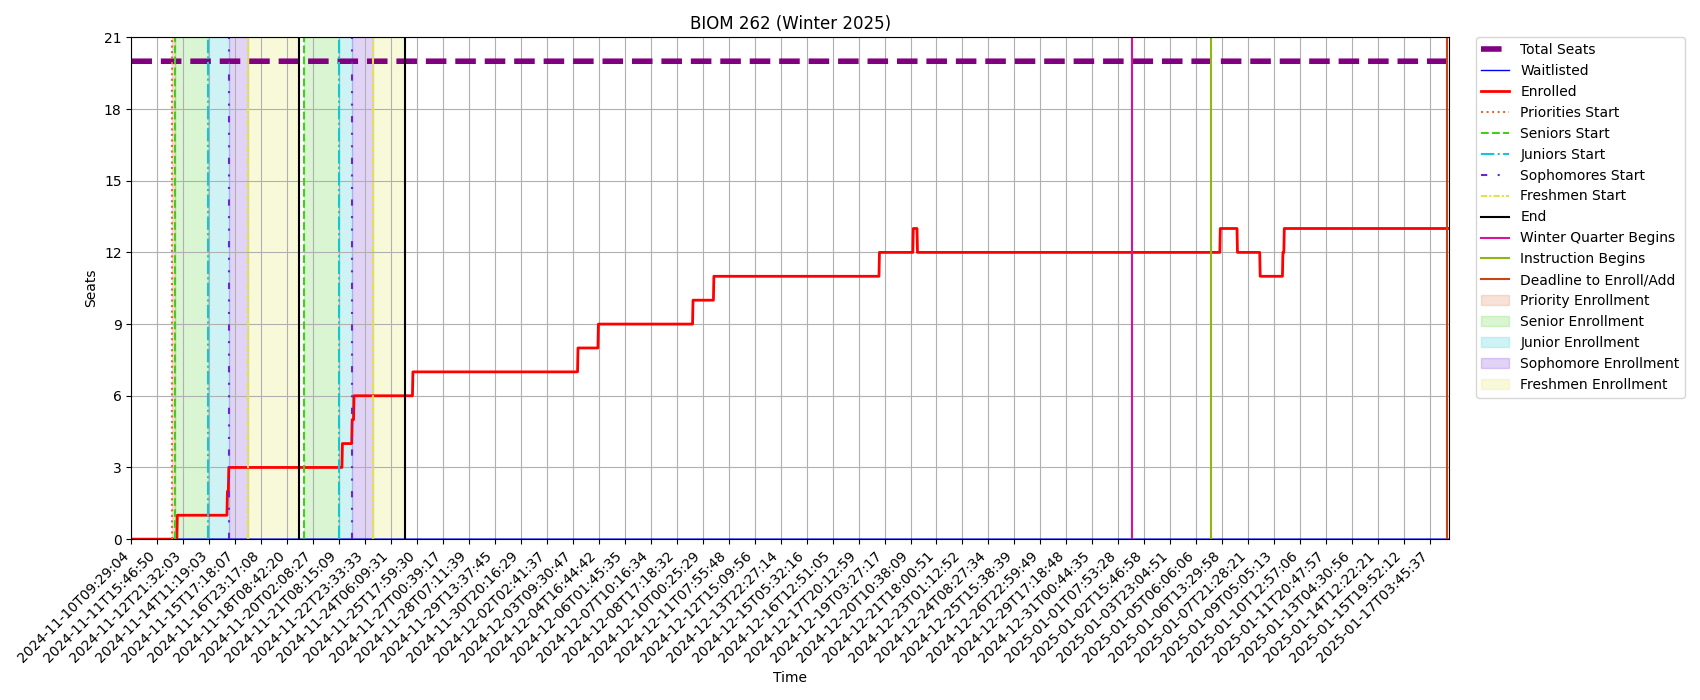 BIOM 262 (Winter 2025)
21
18
15
12
9
6
3
0
Seats
2024-11-10T09:29:04
2024-11-11T15:46:50
2024-11-12T21:32:03
2024-11-14T11:19:03
2024-11-15T17:18:07
2024-11-16T23:17:08
2024-11-18T08:42:20
2024-11-20T02:08:27
2024-11-21T08:15:09
2024-11-22T23:33:33
2024-11-24T06:09:31
2024-11-25T17:59:30
2024-11-27T00:39:17
2024-11-28T07:11:39
2024-11-29T13:37:45
2024-11-30T20:16:29
2024-12-02T02:41:37
2024-12-03T09:30:47
2024-12-04T16:44:42
2024-12-06T01:45:35
2024-12-07T10:16:34
2024-12-08T17:18:32
2024-12-10T00:25:29
2024-12-11T07:55:48
2024-12-12T15:09:56
2024-12-13T22:27:14
2024-12-15T05:32:16
2024-12-16T12:51:05
2024-12-17T20:12:59
2024-12-19T03:27:17
2024-12-20T10:38:09
2024-12-21T18:00:51
2024-12-23T01:12:52
2024-12-24T08:27:34
2024-12-25T15:38:39
2024-12-26T22:59:49
2024-12-29T17:18:48
2024-12-31T00:44:35
2025-01-01T07:53:28
2025-01-02T15:46:58
2025-01-03T23:04:51
2025-01-05T06:06:06
2025-01-06T13:29:58
2025-01-07T21:28:21
2025-01-09T05:05:13
2025-01-10T12:57:06
2025-01-11T20:47:57
2025-01-13T04:30:56
2025-01-14T12:22:21
2025-01-15T19:52:12
2025-01-17T03:45:37
Time
Total Seats
Waitlisted
Enrolled
Priorities Start
Seniors Start
Juniors Start
Sophomores Start
Freshmen Start
End
Winter Quarter Begins
Instruction Begins
Deadline to Enroll/Add
Priority Enrollment
Senior Enrollment
Junior Enrollment
Sophomore Enrollment
Freshmen Enrollment